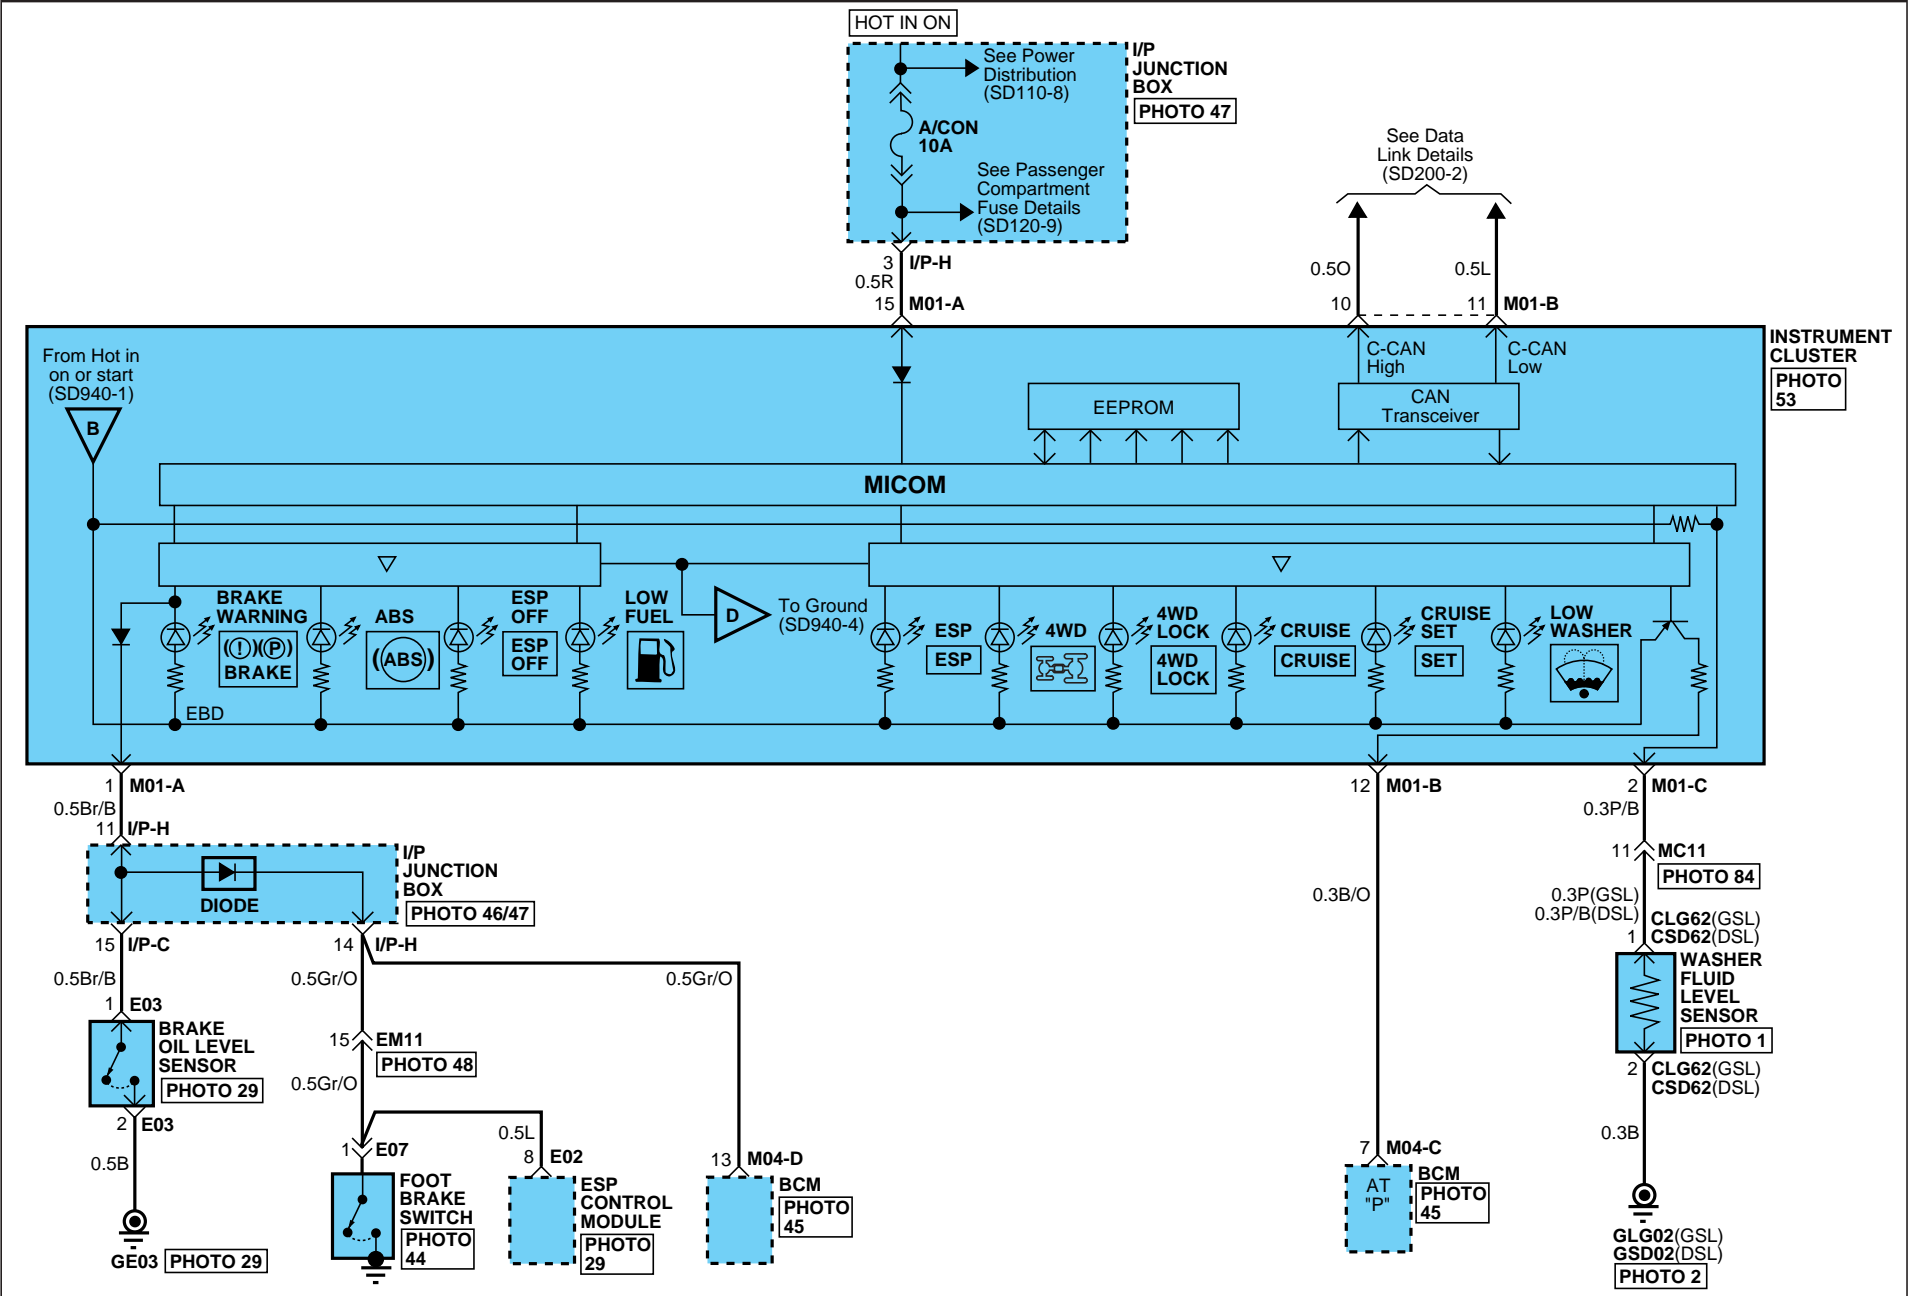 HOT IN ON
See Power
Distribution
(SD110-8)
I/P
JUNCTION
BOX
PHOTO 47
A/CON
10A
See Passenger
Compartment
Fuse Details
(SD120-9)
3 I/P-H
0.5R
15 M01-A
See Data
Link Details
(SD200-2)
0.5O
0.5L
10
11 M01-B
INSTRUMENT
CLUSTER
PHOTO
53
From Hot in
on or start
(SD940-1)
B
C-CAN
High
C-CAN
Low
EEPROM
CAN
Transceiver
MICOM
BRAKE
WARNING
(!)(P)
BRAKE
ABS
(ABS)
ESP
OFF
ESP
OFF
LOW
FUEL
D
To Ground
(SD940-4)
ESP
ESP
4WD
4WD
LOCK
4WD
LOCK
CRUISE
CRUISE
CRUISE
SET
SET
LOW
WASHER
EBD
1 M01-A
0.5Br/B
11 I/P-H
I/P
JUNCTION
BOX
PHOTO 46/47
DIODE
15 I/P-C
14 I/P-H
0.5Br/B
0.5Gr/O
0.5Gr/O
1 E03
BRAKE
OIL LEVEL
SENSOR
PHOTO 29
2 E03
0.5B
GE03 PHOTO 29
15 EM11
PHOTO 48
0.5Gr/O
1 E07
FOOT
BRAKE
SWITCH
PHOTO
44
0.5L
8 E02
ESP
CONTROL
MODULE
PHOTO
29
13 M04-D
BCM
PHOTO
45
12 M01-B
0.3B/O
7 M04-C
AT
"P"
BCM
PHOTO
45
2 M01-C
0.3P/B
11 MC11
PHOTO 84
0.3P(GSL)
0.3P/B(DSL)
CLG62(GSL)
1 CSD62(DSL)
WASHER
FLUID
LEVEL
SENSOR
PHOTO 1
2 CLG62(GSL)
CSD62(DSL)
0.3B
GLG02(GSL)
GSD02(DSL)
PHOTO 2